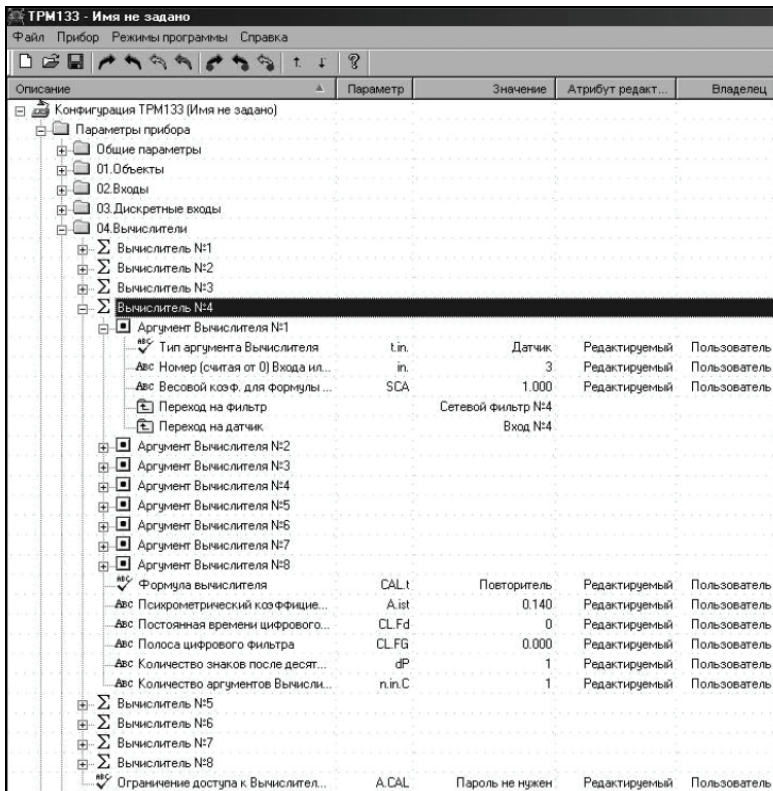 ТРМ133 - Имя не задано
Файл Прибор Режимы программы Справка
Описание Параметр Значение Атрибут редакт... Владелец
Конфигурация ТРМ133 (Имя не задано)
Параметры прибора
Общие параметры
01.Объекты
02.Входы
03.Дискретные входы
04.Вычислители
Вычислитель №1
Вычислитель №2
Вычислитель №3
Вычислитель №4
Аргумент Вычислителя №1
Тип аргумента Вычислителя t.in. Датчик Редактируемый Пользователь
Номер (считая от 0) Входа ил... in. 3 Редактируемый Пользователь
Весовой коэф. для формулы ... SCA 1.000 Редактируемый Пользователь
Переход на фильтр Сетевой фильтр №4
Переход на датчик Вход №4
Аргумент Вычислителя №2
Аргумент Вычислителя №3
Аргумент Вычислителя №4
Аргумент Вычислителя №5
Аргумент Вычислителя №6
Аргумент Вычислителя №7
Аргумент Вычислителя №8
Формула вычислителя CAL.t Повторитель Редактируемый Пользователь
Психрометрический коэффицие... A.ist 0.140 Редактируемый Пользователь
Постоянная времени цифрового... CL.Fd 0 Редактируемый Пользователь
Полоса цифрового фильтра CL.FG 0.000 Редактируемый Пользователь
Количество знаков после десят... dP 1 Редактируемый Пользователь
Количество аргументов Вычисли... n.in.C 1 Редактируемый Пользователь
Вычислитель №5
Вычислитель №6
Вычислитель №7
Вычислитель №8
Ограничение доступа к Вычислител... A.CAL Пароль не нужен Редактируемый Пользователь